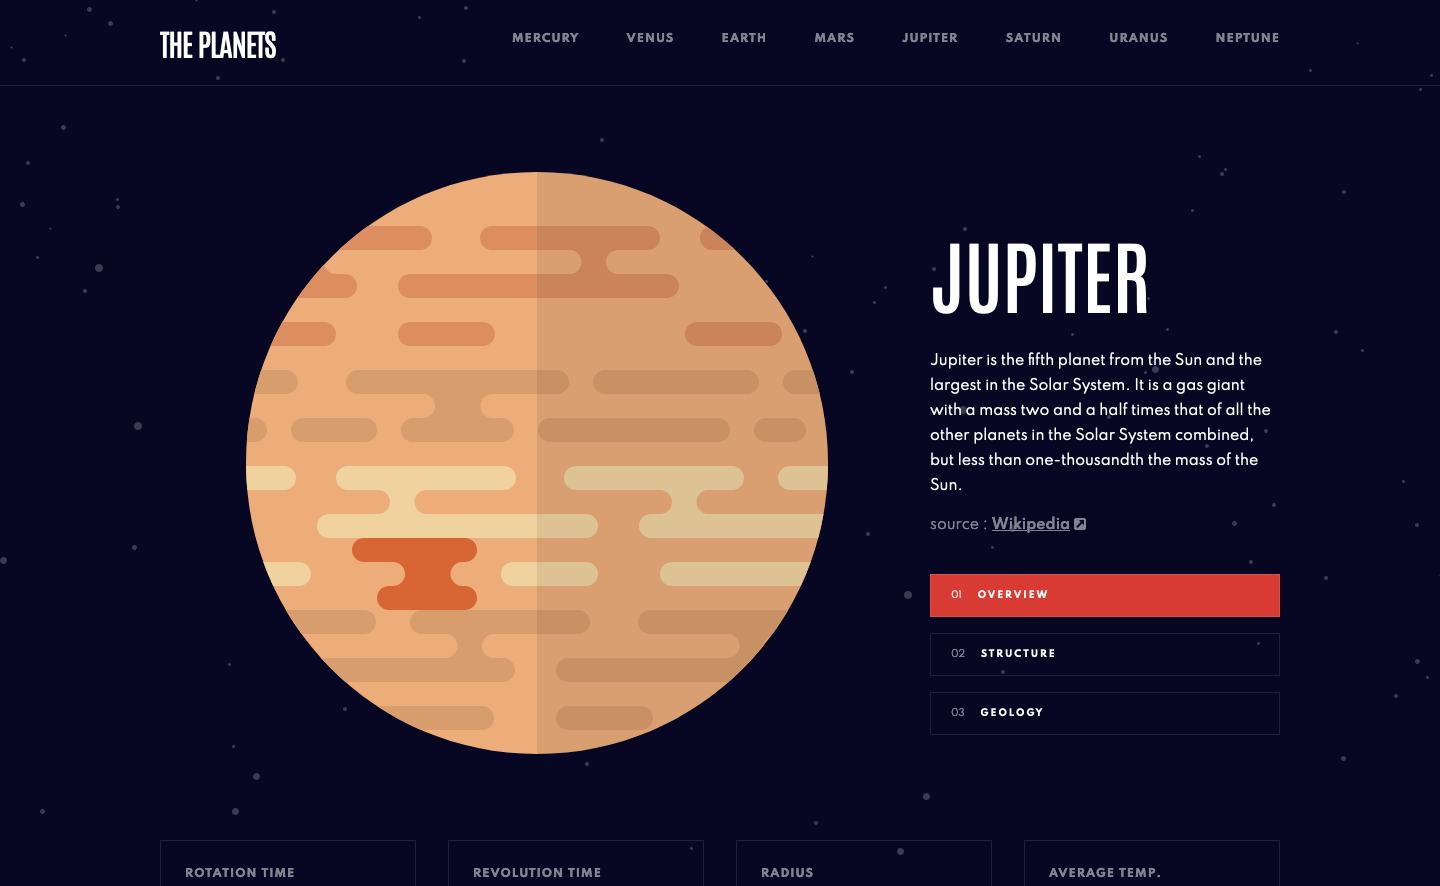 THE PLANETS
MERCURY VENUS EARTH MARS JUPITER SATURN URANUS NEPTUNE
JUPITER
Jupiter is the fifth planet from the Sun and the
largest in the Solar System. It is a gas giant
with a mass two and a half times that of all the
other planets in the Solar System combined,
but less than one-thousandth the mass of the
Sun.
source : Wikipedia
01 OVERVIEW
02 STRUCTURE
03 GEOLOGY
ROTATION TIME REVOLUTION TIME RADIUS AVERAGE TEMP.